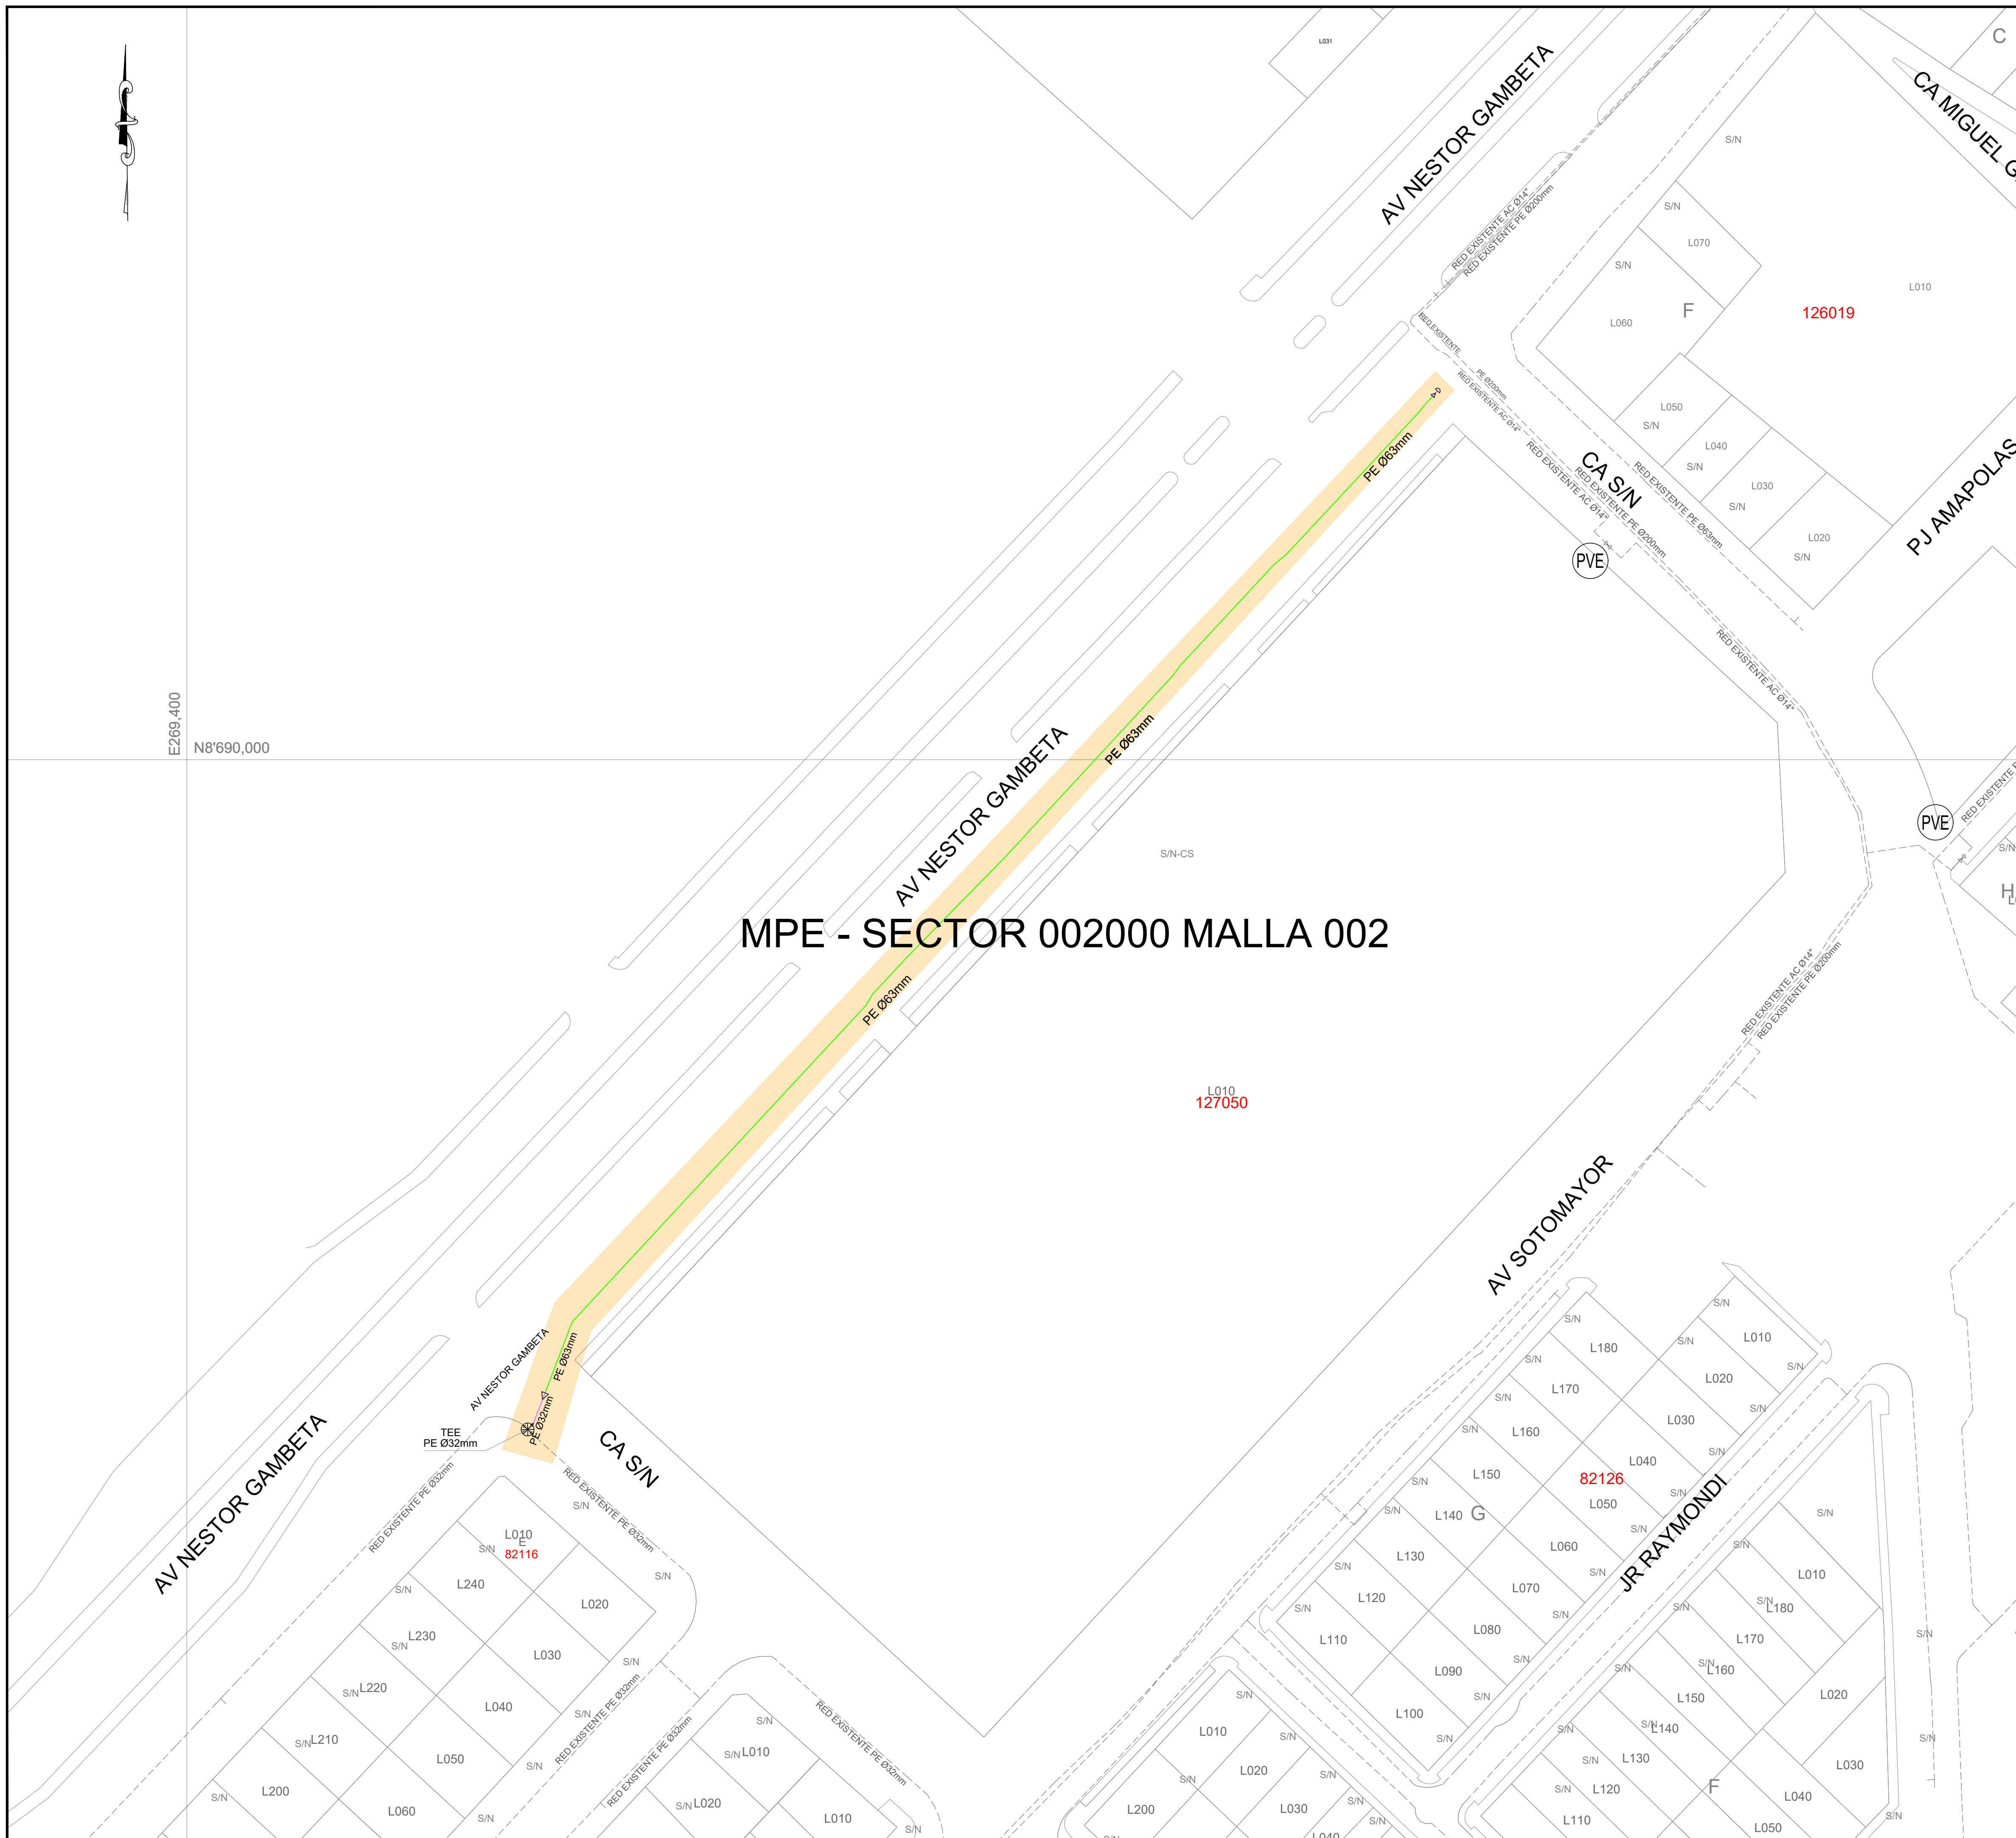 L031
C
AV NESTOR GAMBETA
CA MIGUEL G
S/N
RED EXISTENTE AC Ø14"
RED EXISTENTE PE Ø200mm
S/N
L070
S/N
L010
F
126019
L060
RED EXISTENTE
PE Ø200mm
RED EXISTENTE AC Ø14"
L050
S/N
L040
S/N
L030
S/N
L020
S/N
PE Ø63mm
CA S/N
RED EXISTENTE AC Ø14"
RED EXISTENTE PE Ø200mm
RED EXISTENTE PE Ø63mm
PJ AMAPOLAS
PVE
RED EXISTENTE AC Ø14"
E269,400
N8'690,000
PE Ø63mm
AV NESTOR GAMBETA
PVE
RED EXISTENTE
S/N
H
S/N-CS
MPE - SECTOR 002000 MALLA 002
PE Ø63mm
RED EXISTENTE AC Ø14"
RED EXISTENTE PE Ø200mm
L010
127050
AV SOTOMAYOR
AV NESTOR GAMBETA
PE Ø63mm
PE Ø32mm
TEE
PE Ø32mm
CA S/N
AV NESTOR GAMBETA
RED EXISTENTE PE Ø32mm
RED EXISTENTE PE Ø32mm
S/N
L010
E
82116
S/N
S/N
L240
L020
S/N
L230
S/N
L030
S/N
L220
S/N
L040
S/N
L210
S/N
L050
S/N
L200
S/N
L060
S/N
RED EXISTENTE PE Ø32mm
RED EXISTENTE PE Ø32mm
RED EXISTENTE PE Ø32mm
S/N
S/N L010
S/N L020
L010
S/N
S/N
L010
S/N
L180
S/N
S/N
L020
S/N
L170
S/N
L030
S/N
L160
S/N
L040
S/N
L150
82126
S/N
L050
S/N
L140
G
S/N
L060
S/N
L130
S/N
L070
S/N
L120
S/N
L080
S/N
L110
S/N
L090
S/N
L100
S/N
JR RAYMONDI
S/N
S/N
L010
S/N
L180
S/N
L170
S/N
L160
S/N
L150
L020
S/N
L140
S/N
L130
L030
S/N
L120
F
L040
L110
L050
S/N
S/N
S/N
S/N
L010
S/N
L020
S/N
S/N
L200
L030
S/N
S/N
L040